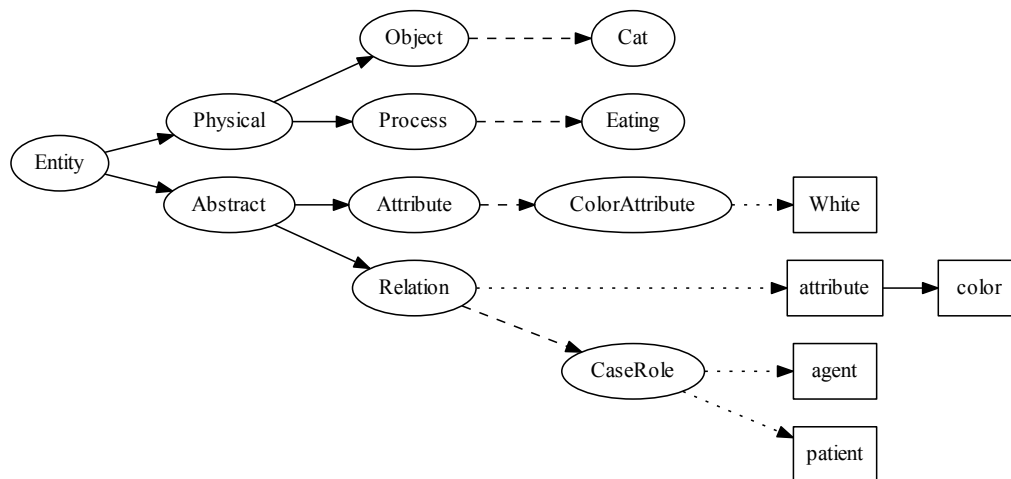 Object
Cat
Physical
Process
Eating
Entity
Abstract
Attribute
ColorAttribute
White
Relation
attribute
color
CaseRole
agent
patient